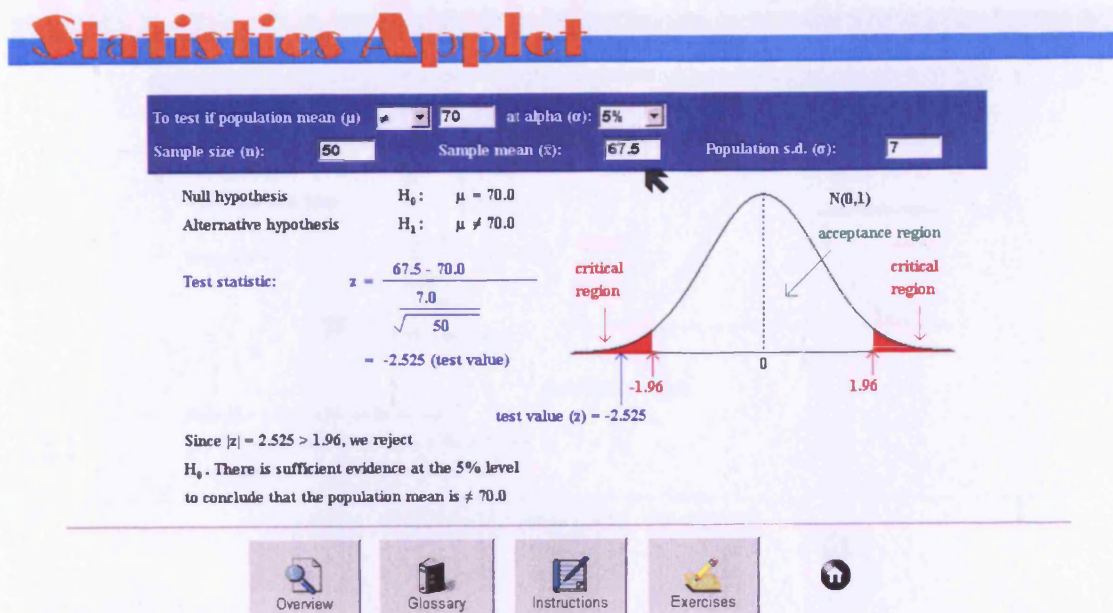 Statistics Applet
To test if population mean (μ) ≠ 70 at alpha (α): 5%
Sample size (n): 50 Sample mean (x̄): 67.5 Population s.d. (σ): 7
Null hypothesis H₀: μ = 70.0
Alternative hypothesis H₁: μ ≠ 70.0
Test statistic: z = 67.5 - 70.0
7.0
√ 50
= -2.525 (test value)
N(0,1)
acceptance region
critical
region
critical
region
0
-1.96
1.96
test value (z) = -2.525
Since |z| = 2.525 > 1.96, we reject
H₀. There is sufficient evidence at the 5% level
to conclude that the population mean is ≠ 70.0
Overview Glossary Instructions Exercises